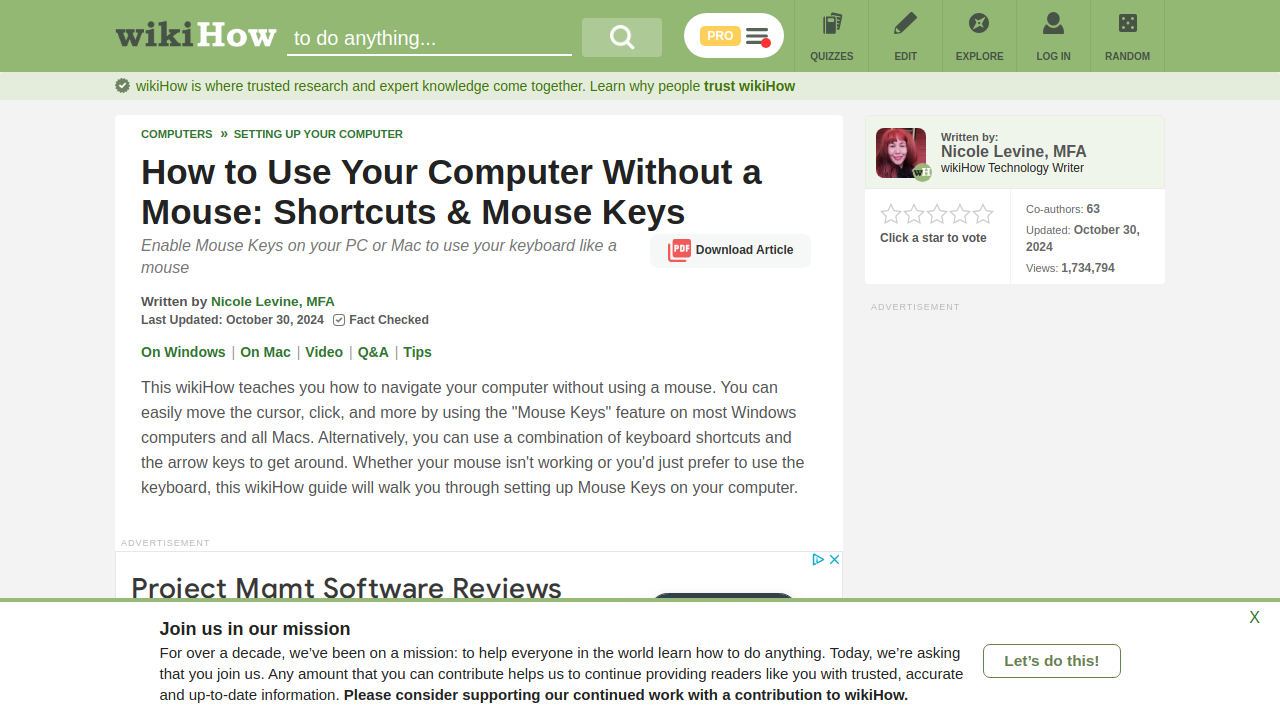 wikiHow
to do anything...
PRO
QUIZZES
EDIT
EXPLORE
LOG IN
RANDOM
wikiHow is where trusted research and expert knowledge come together. Learn why people trust wikiHow
COMPUTERS » SETTING UP YOUR COMPUTER
How to Use Your Computer Without a
Mouse: Shortcuts & Mouse Keys
Enable Mouse Keys on your PC or Mac to use your keyboard like a
mouse
PDF Download Article
Written by Nicole Levine, MFA
Last Updated: October 30, 2024 Fact Checked
On Windows | On Mac | Video | Q&A | Tips
This wikiHow teaches you how to navigate your computer without using a mouse. You can
easily move the cursor, click, and more by using the "Mouse Keys" feature on most Windows
computers and all Macs. Alternatively, you can use a combination of keyboard shortcuts and
the arrow keys to get around. Whether your mouse isn't working or you'd just prefer to use the
keyboard, this wikiHow guide will walk you through setting up Mouse Keys on your computer.
ADVERTISEMENT
Project Mgmt Software Reviews
Written by:
Nicole Levine, MFA
wikiHow Technology Writer
wH
Click a star to vote
Co-authors: 63
Updated: October 30,
2024
Views: 1,734,794
ADVERTISEMENT
X
Join us in our mission
For over a decade, we’ve been on a mission: to help everyone in the world learn how to do anything. Today, we’re asking
that you join us. Any amount that you can contribute helps us to continue providing readers like you with trusted, accurate
and up-to-date information. Please consider supporting our continued work with a contribution to wikiHow.
Let’s do this!